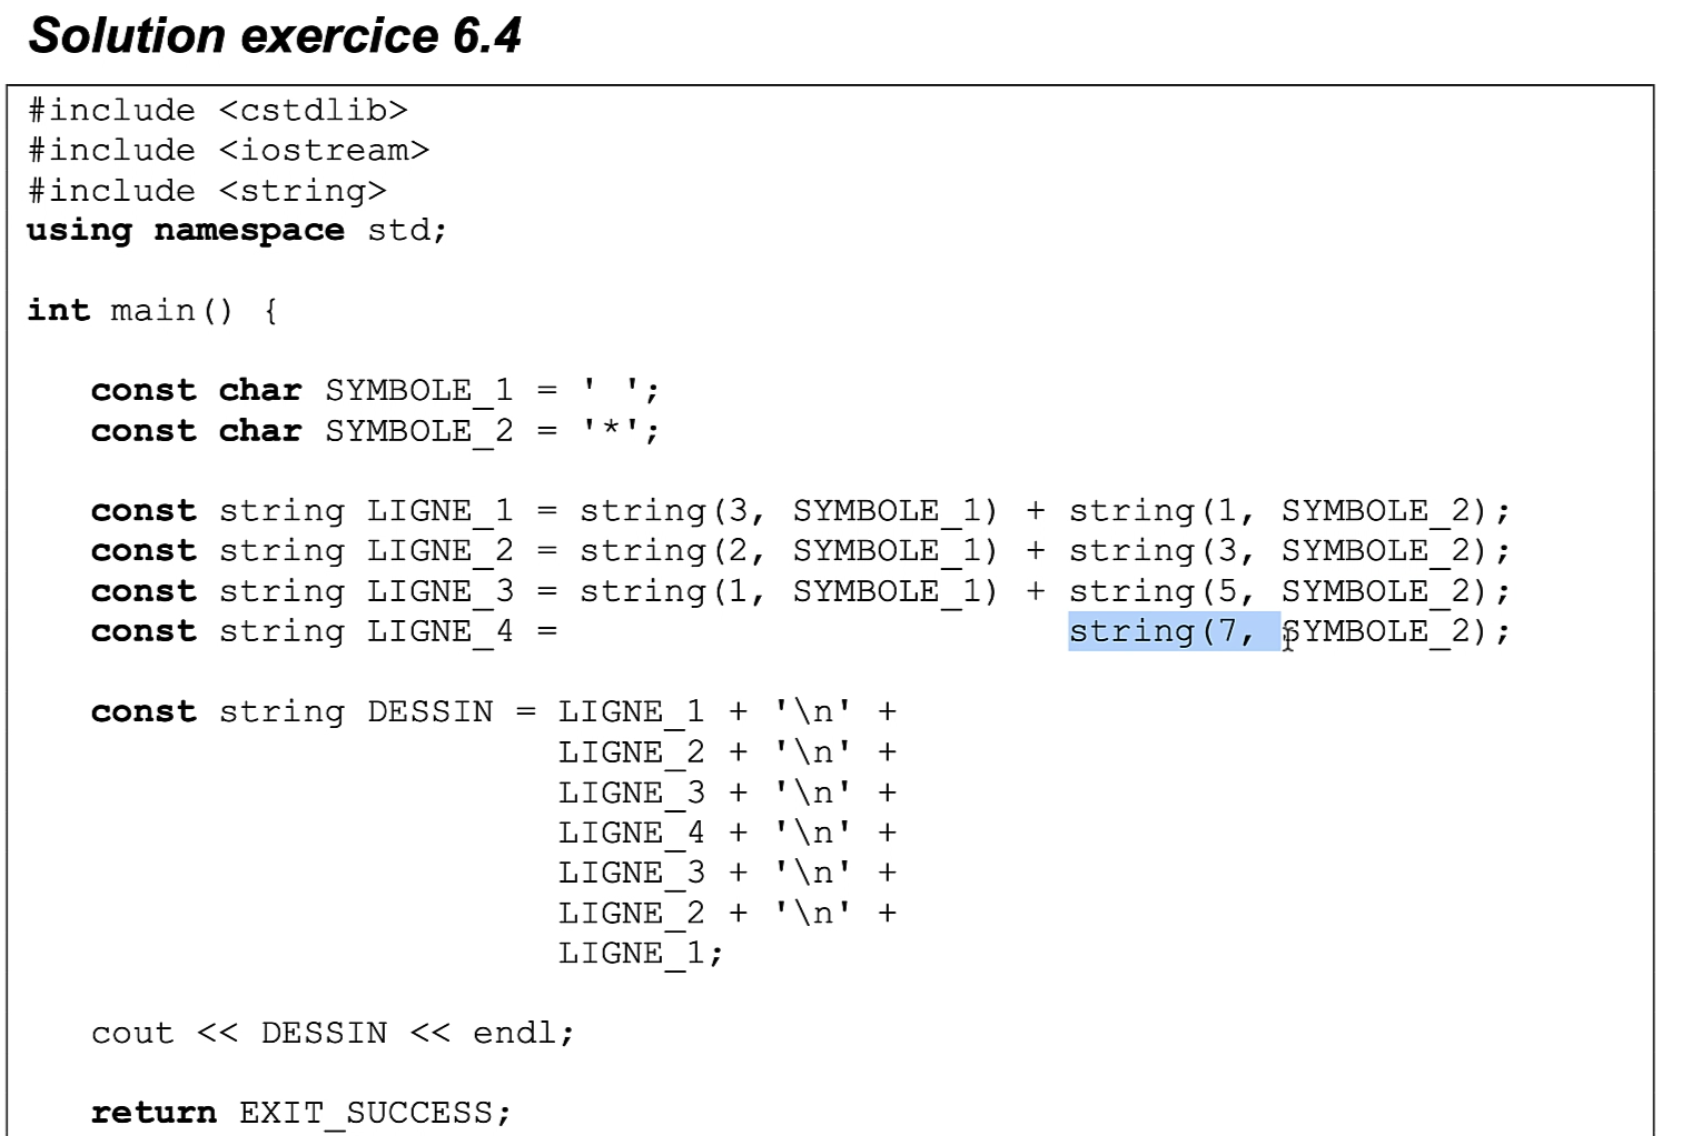 Solution exercice 6.4
#include <cstdlib>
#include <iostream>
#include <string>
using namespace std;
int main() {
const char SYMBOLE_1 = ' ';
const char SYMBOLE_2 = '*';
const string LIGNE_1 = string(3, SYMBOLE_1) + string(1, SYMBOLE_2);
const string LIGNE_2 = string(2, SYMBOLE_1) + string(3, SYMBOLE_2);
const string LIGNE_3 = string(1, SYMBOLE_1) + string(5, SYMBOLE_2);
const string LIGNE_4 = string(7, SYMBOLE_2);
const string DESSIN = LIGNE_1 + '\n' +
LIGNE_2 + '\n' +
LIGNE_3 + '\n' +
LIGNE_4 + '\n' +
LIGNE_3 + '\n' +
LIGNE_2 + '\n' +
LIGNE_1;
cout << DESSIN << endl;
return EXIT_SUCCESS;